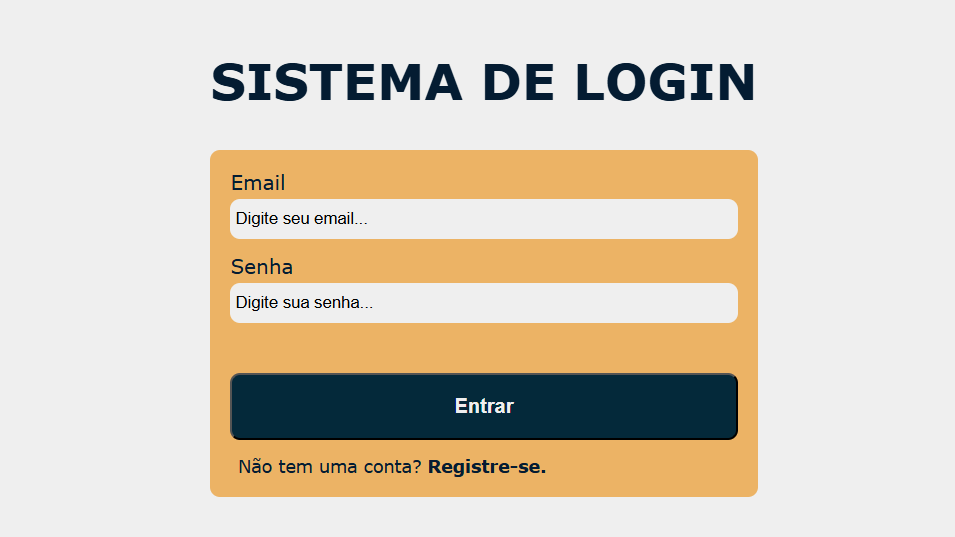 SISTEMA DE LOGIN
Email
Digite seu email...
Senha
Digite sua senha...
Entrar
Não tem uma conta? Registre-se.